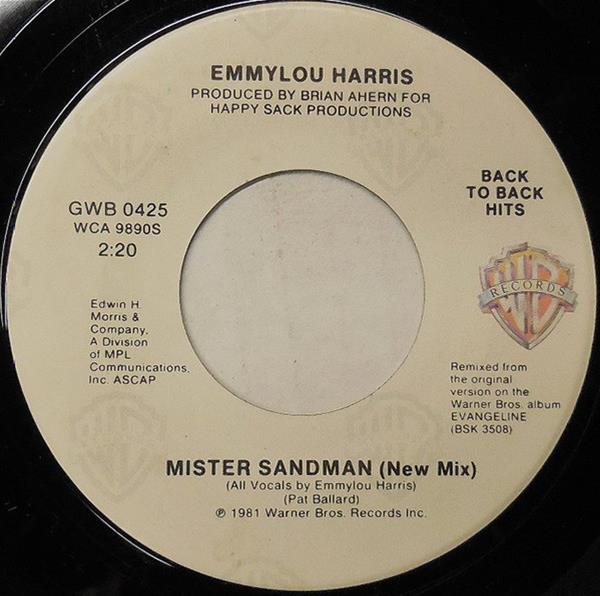 EMMYLOU HARRIS
PRODUCED BY BRIAN AHERN FOR
HAPPY SACK PRODUCTIONS
BACK
TO BACK
HITS
GWB 0425
WCA 9890S
2:20
RECORDS
Edwin H.
Morris &
Company,
A Division
of MPL
Communications,
Inc. ASCAP
Remixed from
the original
version on the
Warner Bros. album
EVANGELINE
(BSK 3508)
MISTER SANDMAN (New Mix)
(All Vocals by Emmylou Harris)
(Pat Ballard)
℗ 1981 Warner Bros. Records Inc.